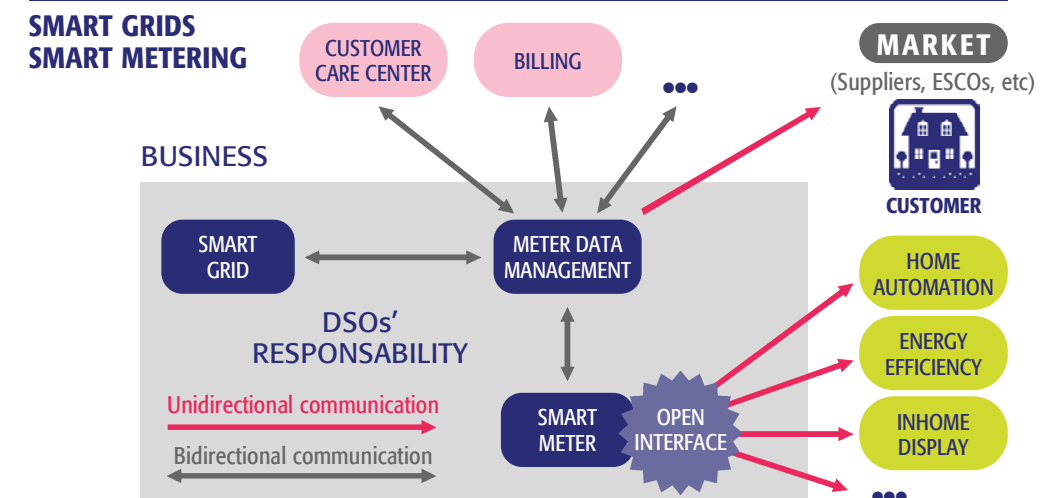 SMART GRIDS
SMART METERING
CUSTOMER
CARE CENTER
BILLING
•••
MARKET
(Suppliers, ESCOs, etc)
CUSTOMER
BUSINESS
SMART
GRID
METER DATA
MANAGEMENT
HOME
AUTOMATION
DSOs'
RESPONSABILITY
ENERGY
EFFICIENCY
Unidirectional communication
SMART
METER
OPEN
INTERFACE
INHOME
DISPLAY
Bidirectional communication
•••